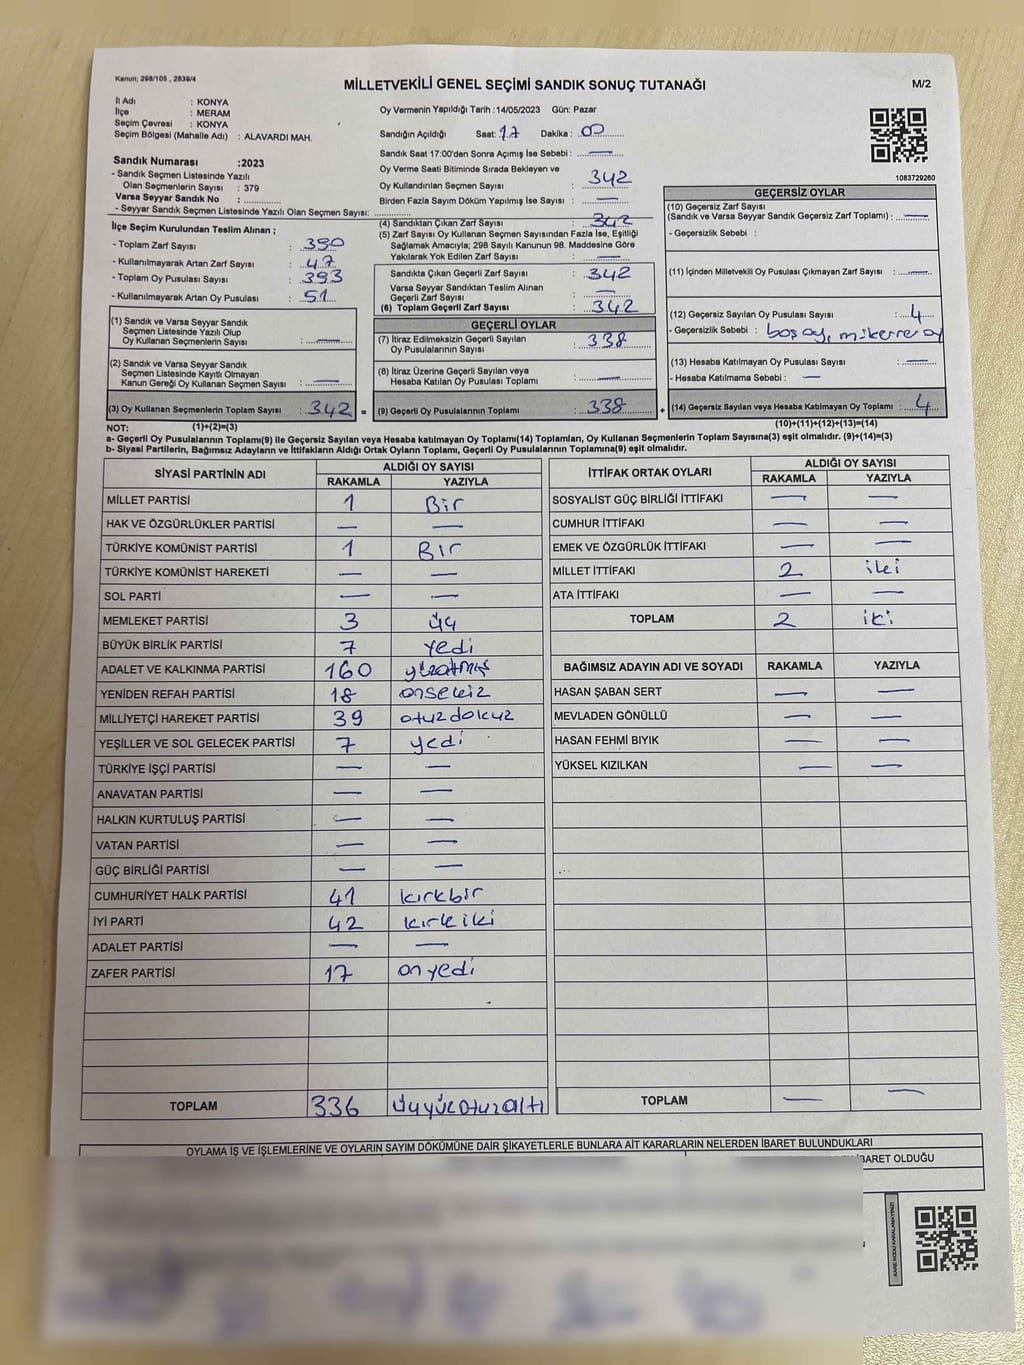 Kanun; 298/105 , 2839/4
MİLLETVEKİLİ GENEL SEÇİMİ SANDIK SONUÇ TUTANAĞI
M/2
İl Adı : KONYA
İlçe : MERAM
Seçim Çevresi : KONYA
Seçim Bölgesi (Mahalle Adı) : ALAVARDI MAH.
Oy Vermenin Yapıldığı Tarih :14/05/2023 Gün: Pazar
Sandığın Açıldığı Saat: 17 Dakika : 00
Sandık Saat 17:00'den Sonra Açımış İse Sebebi : —
Oy Verme Saati Bitiminde Sırada Bekleyen ve
Oy Kullandırılan Seçmen Sayısı : 342
Birden Fazla Sayım Döküm Yapılmış İse Sayısı : —
1083729260
Sandık Numarası :2023
- Sandık Seçmen Listesinde Yazılı
Olan Seçmenlerin Sayısı : 379
Varsa Seyyar Sandık No : ..............
- Seyyar Sandık Seçmen Listesinde Yazılı Olan Seçmen Sayısı: ..............
İlçe Seçim Kurulundan Teslim Alınan ;
- Toplam Zarf Sayısı : 390
- Kullanılmayarak Artan Zarf Sayısı : 47
- Toplam Oy Pusulası Sayısı : 393
- Kullanılmayarak Artan Oy Pusulası : 51
(4) Sandıktan Çıkan Zarf Sayısı : 342
(5) Zarf Sayısı Oy Kullanan Seçmen Sayısından Fazla İse, Eşitliği
Sağlamak Amacıyla; 298 Sayılı Kanunun 98. Maddesine Göre
Yakılarak Yok Edilen Zarf Sayısı : —
Sandıkta Çıkan Geçerli Zarf Sayısı : 342
Varsa Seyyar Sandıktan Teslim Alınan
Geçerli Zarf Sayısı : —
(6) Toplam Geçerli Zarf Sayısı : 342
GEÇERSİZ OYLAR
(10) Geçersiz Zarf Sayısı
(Sandık ve Varsa Seyyar Sandık Geçersiz Zarf Toplamı) : —
- Geçersizlik Sebebi :
(11) İçinden Milletvekili Oy Pusulası Çıkmayan Zarf Sayısı : —
(12) Geçersiz Sayılan Oy Pusulası Sayısı : 4
- Geçersizlik Sebebi : boş oy, mükerrer oy
(13) Hesaba Katılmayan Oy Pusulası Sayısı : —
- Hesaba Katılmama Sebebi : —
(1) Sandık ve Varsa Seyyar Sandık
Seçmen Listesinde Yazılı Olup
Oy Kullanan Seçmenlerin Sayısı : —
(2) Sandık ve Varsa Seyyar Sandık
Seçmen Listesinde Kayıtlı Olmayan
Kanun Gereği Oy Kullanan Seçmen Sayısı : —
GEÇERLİ OYLAR
(7) İtiraz Edilmeksizin Geçerli Sayılan
Oy Pusulalarının Sayısı : 338
(8) İtiraz Üzerine Geçerli Sayılan veya
Hesaba Katılan Oy Pusulası Toplamı : —
(3) Oy Kullanan Seçmenlerin Toplam Sayısı : 342 = (9) Geçerli Oy Pusulalarının Toplamı : 338 + (14) Geçersiz Sayılan veya Hesaba Katılmayan Oy Toplamı : 4
NOT: (1)+(2)=(3) (10)+(11)+(12)+(13)=(14)
a- Geçerli Oy Pusulalarının Toplamı(9) ile Geçersiz Sayılan veya Hesaba katılmayan Oy Toplamı(14) Toplamları, Oy Kullanan Seçmenlerin Toplam Sayısına(3) eşit olmalıdır. (9)+(14)=(3)
b- Siyasi Partilerin, Bağımsız Adayların ve İttifakların Aldığı Ortak Oyların Toplamı, Geçerli Oy Pusulalarının Toplamına(9) eşit olmalıdır.
SİYASİ PARTİNİN ADI ALDIĞI OY SAYISI
RAKAMLA YAZIYLA
MİLLET PARTİSİ 1 Bir
HAK VE ÖZGÜRLÜKLER PARTİSİ — —
TÜRKİYE KOMÜNİST PARTİSİ 1 Bir
TÜRKİYE KOMÜNİST HAREKETİ — —
SOL PARTİ — —
MEMLEKET PARTİSİ 3 üç
BÜYÜK BİRLİK PARTİSİ 7 yedi
ADALET VE KALKINMA PARTİSİ 160 yüzatmış
YENİDEN REFAH PARTİSİ 18 onsekiz
MİLLİYETÇİ HAREKET PARTİSİ 39 otuzdokuz
YEŞİLLER VE SOL GELECEK PARTİSİ 7 yedi
TÜRKİYE İŞÇİ PARTİSİ — —
ANAVATAN PARTİSİ — —
HALKIN KURTULUŞ PARTİSİ — —
VATAN PARTİSİ — —
GÜÇ BİRLİĞİ PARTİSİ — —
CUMHURİYET HALK PARTİSİ 41 kırkbir
İYİ PARTİ 42 kırkiki
ADALET PARTİSİ — —
ZAFER PARTİSİ 17 onyedi
TOPLAM 336 üçyüzotuzaltı
İTTİFAK ORTAK OYLARI ALDIĞI OY SAYISI
RAKAMLA YAZIYLA
SOSYALİST GÜÇ BİRLİĞİ İTTİFAKI — —
CUMHUR İTTİFAKI — —
EMEK VE ÖZGÜRLÜK İTTİFAKI — —
MİLLET İTTİFAKI 2 iki
ATA İTTİFAKI — —
TOPLAM 2 iki
BAĞIMSIZ ADAYIN ADI VE SOYADI RAKAMLA YAZIYLA
HASAN ŞABAN SERT — —
MEVLADEN GÖNÜLLÜ — —
HASAN FEHMİ BIYIK — —
YÜKSEL KIZILKAN — —
TOPLAM — —
OYLAMA İŞ VE İŞLEMLERİNE VE OYLARIN SAYIM DÖKÜMÜNE DAİR ŞİKAYETLERLE BUNLARA AİT KARARLARIN NELERDEN İBARET BULUNDUKLARI
İBARET OLDUĞU
KARE KODU KARALAMAYINIZ!